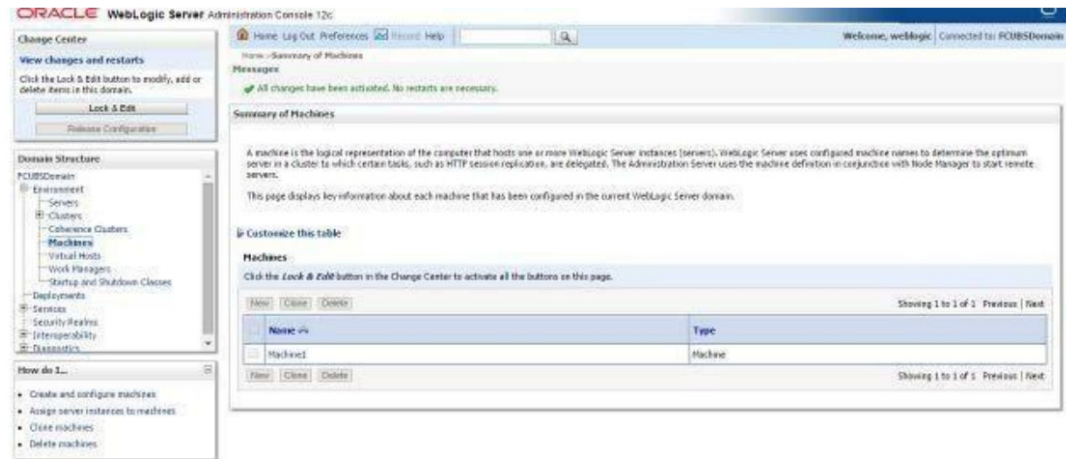 ORACLE WebLogic Server Administration Console 12c
Change Center
View changes and restarts
Click the Lock & Edit button to modify, add or
delete items in this domain.
Lock & Edit
Release Configuration
Domain Structure
FCUBSDomain
Environment
Servers
Clusters
Coherence Clusters
Machines
Virtual Hosts
Work Managers
Startup and Shutdown Classes
Deployments
Services
Security Realms
Interoperability
Diagnostics
How do I...
Create and configure machines
Assign server instances to machines
Clone machines
Delete machines
Home Log Out Preferences Record Help
Welcome, weblogic Connected to: FCUBSDomain
Home >Summary of Machines
Messages
All changes have been activated. No restarts are necessary.
Summary of Machines
A machine is the logical representation of the computer that hosts one or more WebLogic Server instances (servers). WebLogic Server uses configured machine names to determine the optimum
server in a cluster to which certain tasks, such as HTTP session replication, are delegated. The Administration Server uses the machine definition in conjunction with Node Manager to start remote
servers.
This page displays key information about each machine that has been configured in the current WebLogic Server domain.
Customize this table
Machines
Click the Lock & Edit button in the Change Center to activate all the buttons on this page.
New Clone Delete Showing 1 to 1 of 1 Previous | Next
Name Type
Machine1 Machine
New Clone Delete Showing 1 to 1 of 1 Previous | Next